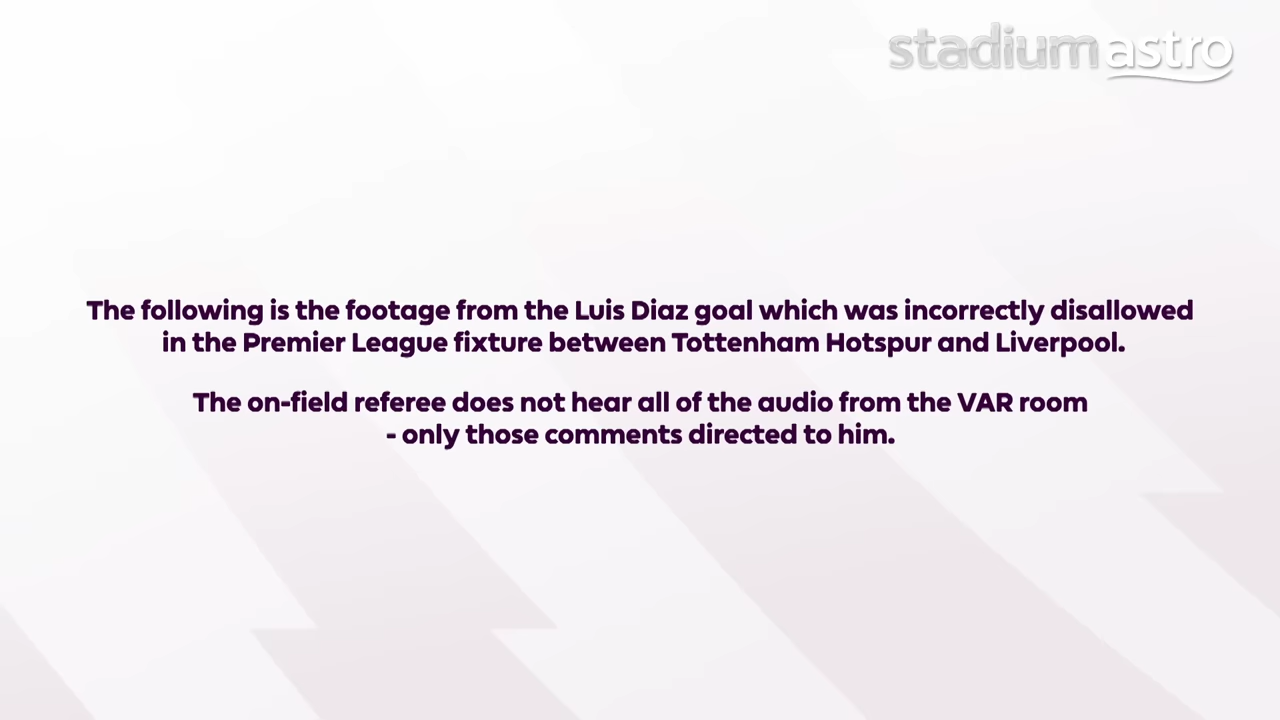 stadium astro
The following is the footage from the Luis Diaz goal which was incorrectly disallowed
in the Premier League fixture between Tottenham Hotspur and Liverpool.
The on-field referee does not hear all of the audio from the VAR room
- only those comments directed to him.